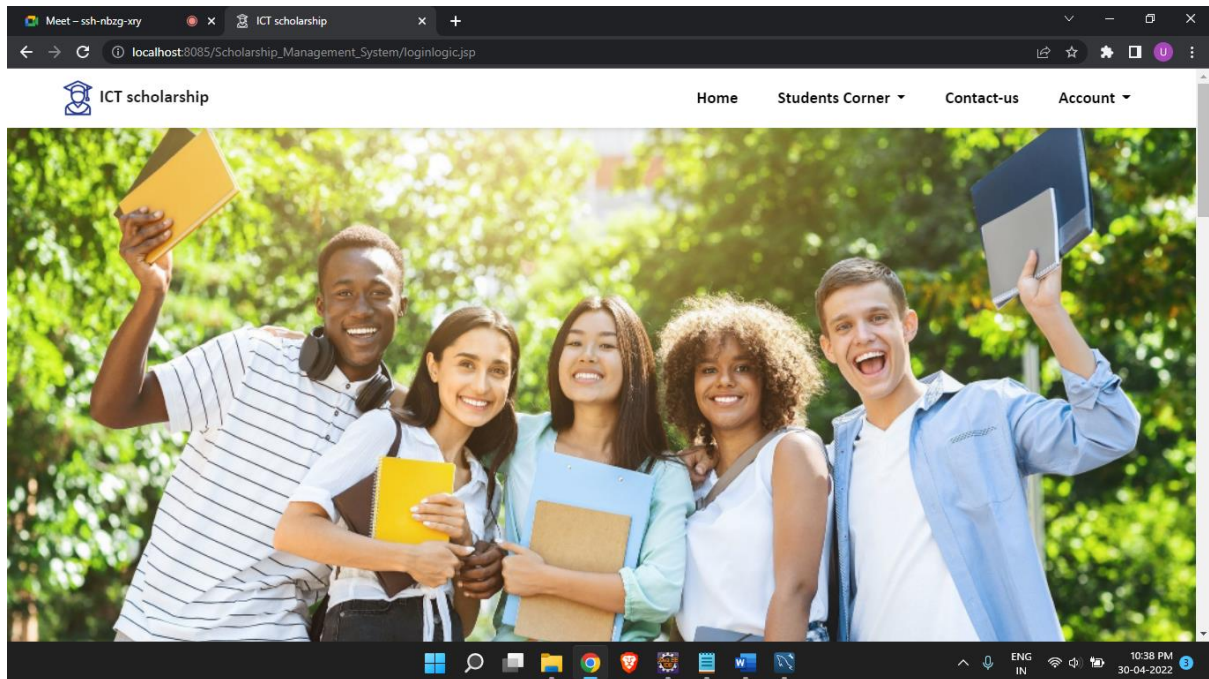 Meet – ssh-nbzg-xry
ICT scholarship
localhost:8085/Scholarship_Management_System/loginlogic.jsp
U
ICT scholarship
Home Students Corner Contact-us Account
ENG
IN
10:38 PM
30-04-2022
3